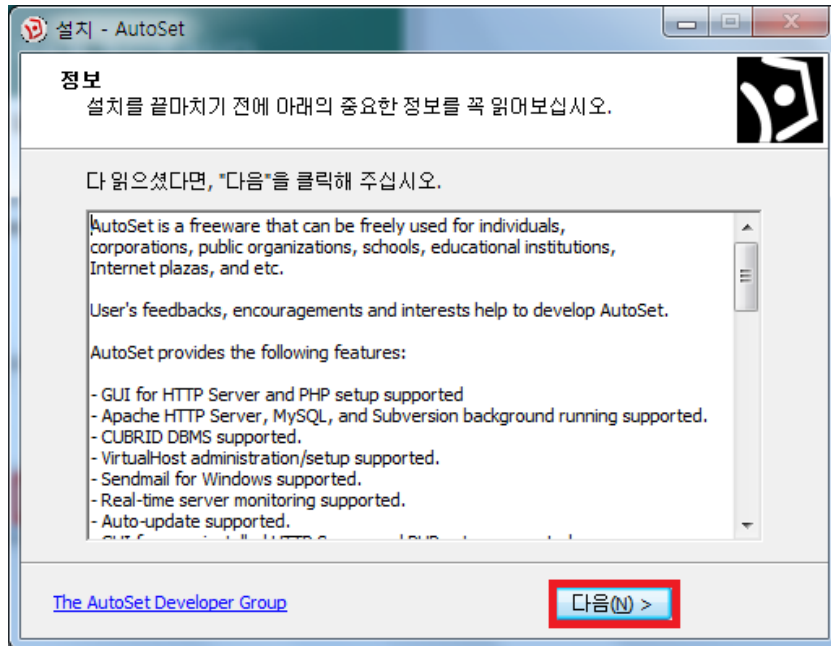 설치 - AutoSet
정보
설치를 끝마치기 전에 아래의 중요한 정보를 꼭 읽어보십시오.
다 읽으셨다면, "다음"을 클릭해 주십시오.
AutoSet is a freeware that can be freely used for individuals,
corporations, public organizations, schools, educational institutions,
Internet plazas, and etc.
User's feedbacks, encouragements and interests help to develop AutoSet.
AutoSet provides the following features:
- GUI for HTTP Server and PHP setup supported
- Apache HTTP Server, MySQL, and Subversion background running supported.
- CUBRID DBMS supported.
- VirtualHost administration/setup supported.
- Sendmail for Windows supported.
- Real-time server monitoring supported.
- Auto-update supported.
The AutoSet Developer Group
다음(N) >